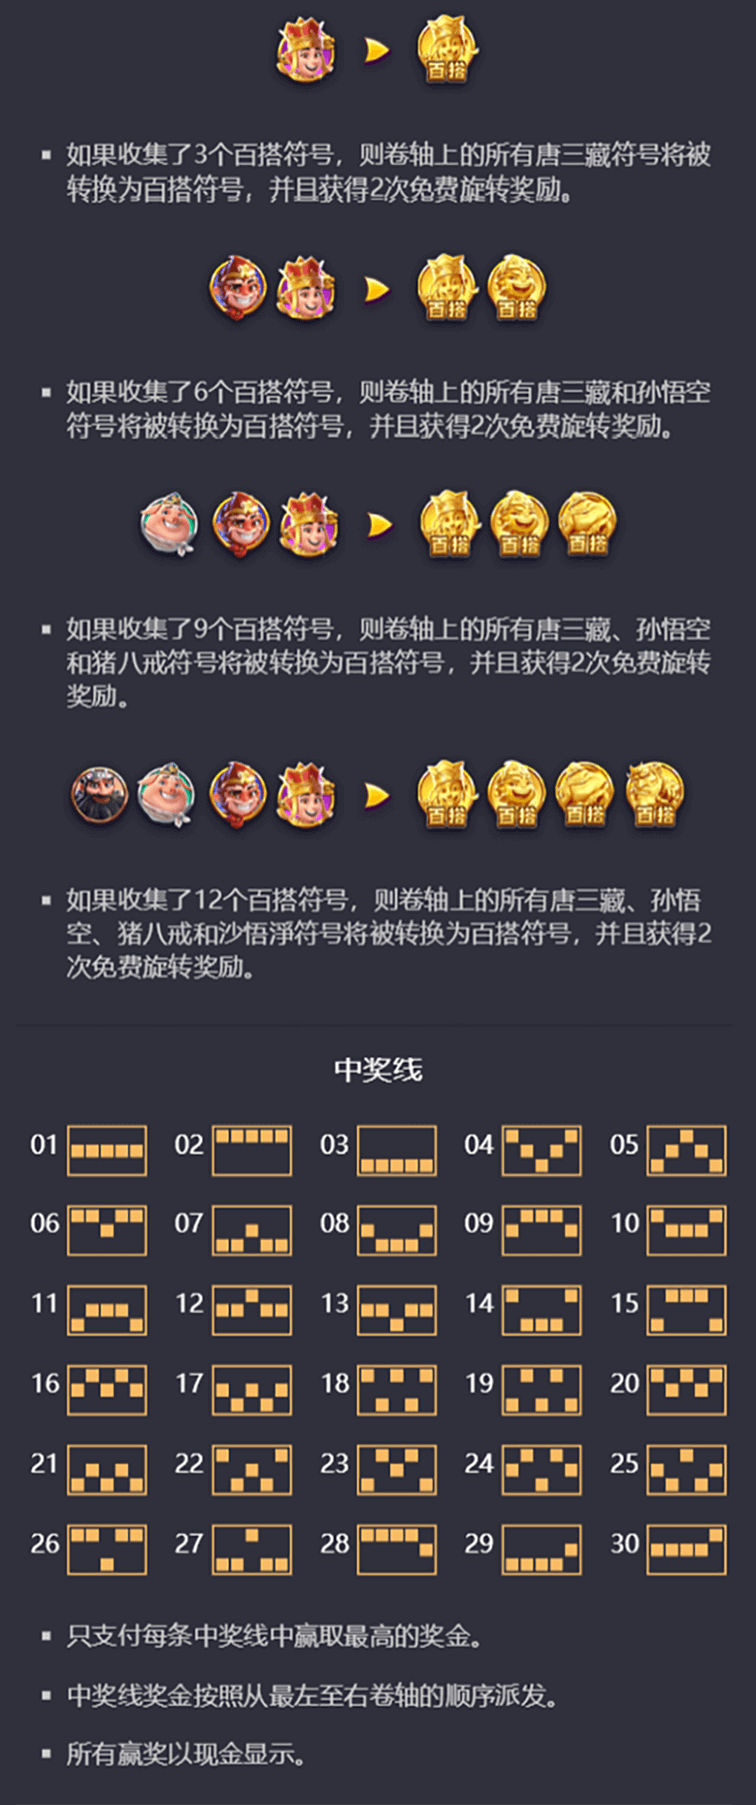 百搭
如果收集了3个百搭符号，则卷轴上的所有唐三藏符号将被
转换为百搭符号，并且获得2次免费旋转奖励。
百搭 百搭
如果收集了6个百搭符号，则卷轴上的所有唐三藏和孙悟空
符号将被转换为百搭符号，并且获得2次免费旋转奖励。
百搭 百搭 百搭
如果收集了9个百搭符号，则卷轴上的所有唐三藏、孙悟空
和猪八戒符号将被转换为百搭符号，并且获得2次免费旋转
奖励。
百搭 百搭 百搭 百搭
如果收集了12个百搭符号，则卷轴上的所有唐三藏、孙悟
空、猪八戒和沙悟淨符号将被转换为百搭符号，并且获得2
次免费旋转奖励。
中奖线
01 02 03 04 05
06 07 08 09 10
11 12 13 14 15
16 17 18 19 20
21 22 23 24 25
26 27 28 29 30
只支付每条中奖线中赢取最高的奖金。
中奖线奖金按照从最左至右卷轴的顺序派发。
所有赢奖以现金显示。